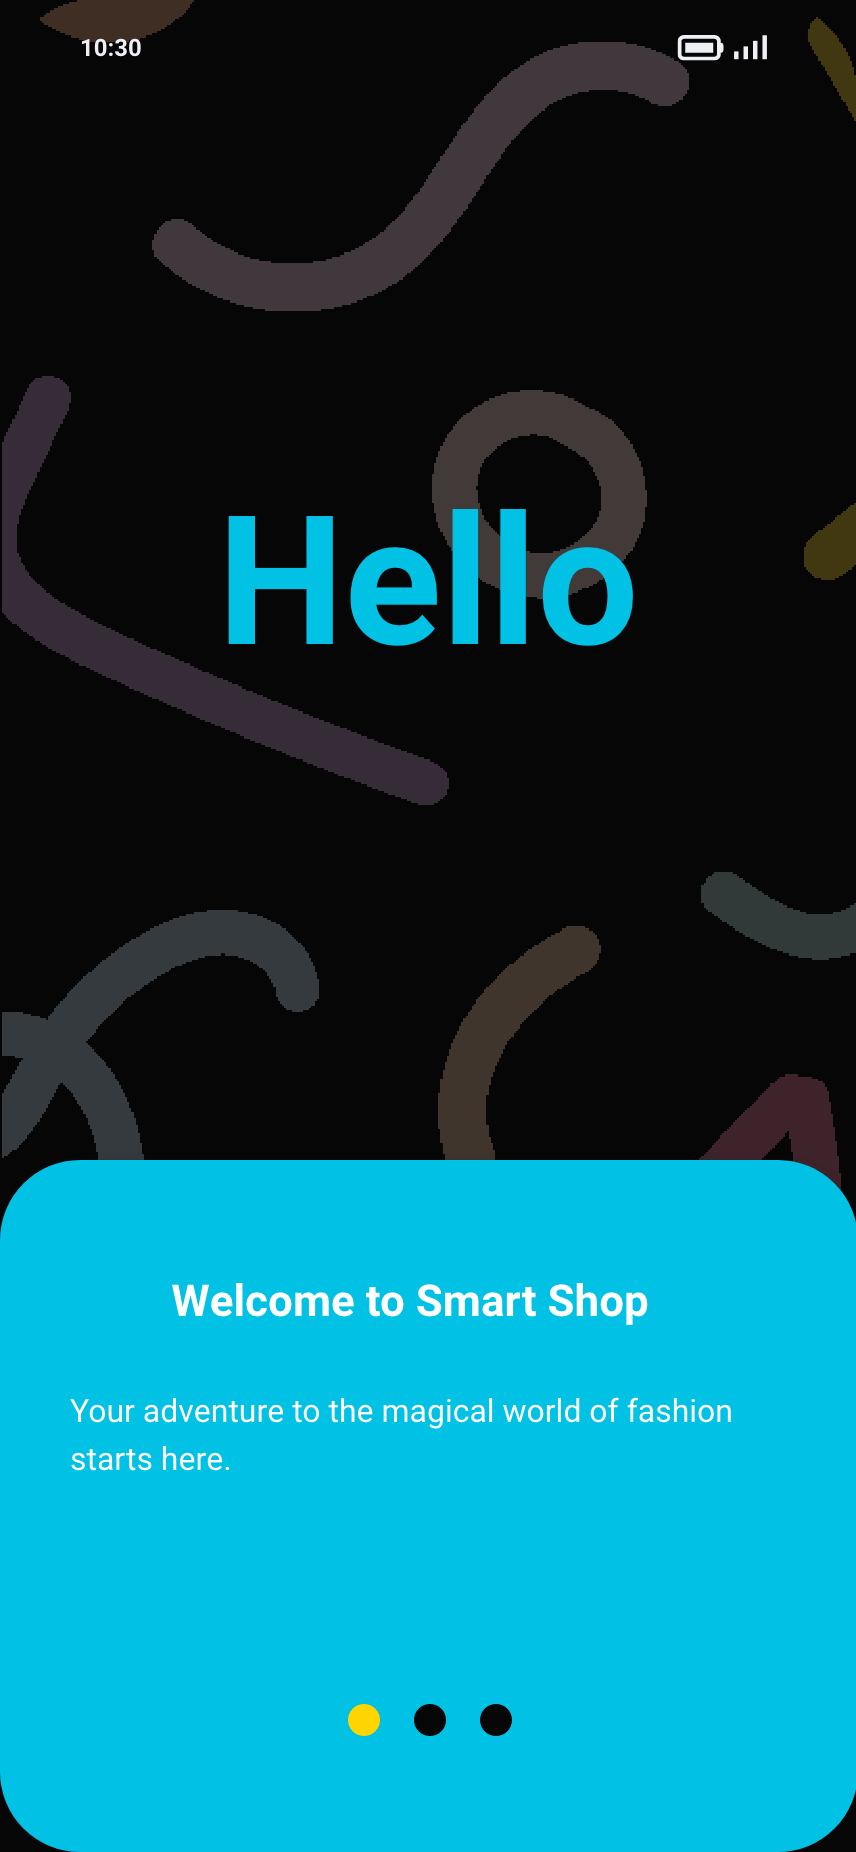 10:30
Hello
Welcome to Smart Shop
Your adventure to the magical world of fashion
starts here.